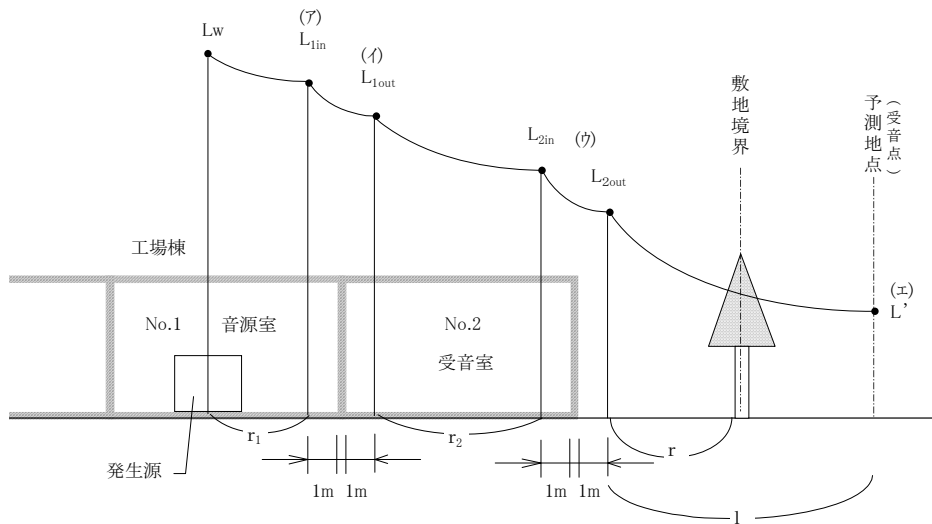 Lw
(ア)
L1in
(イ)
L1out
L2in
(ウ)
L2out
敷地境界
予測地点
(受音点)
(エ)
L’
工場棟
No.1 音源室
No.2
受音室
発生源
r1
r2
r
1m 1m
1m 1m
l